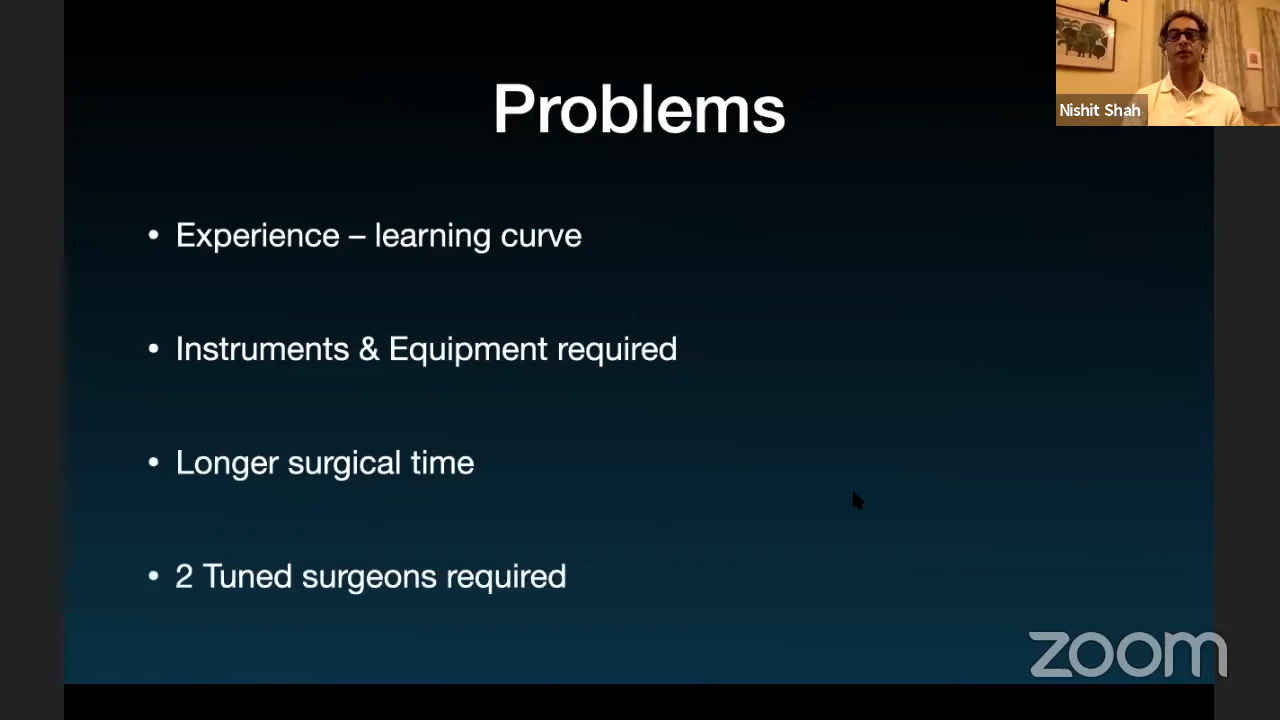 Problems
Nishit Shah
• Experience – learning curve
• Instruments & Equipment required
• Longer surgical time
• 2 Tuned surgeons required
zoom